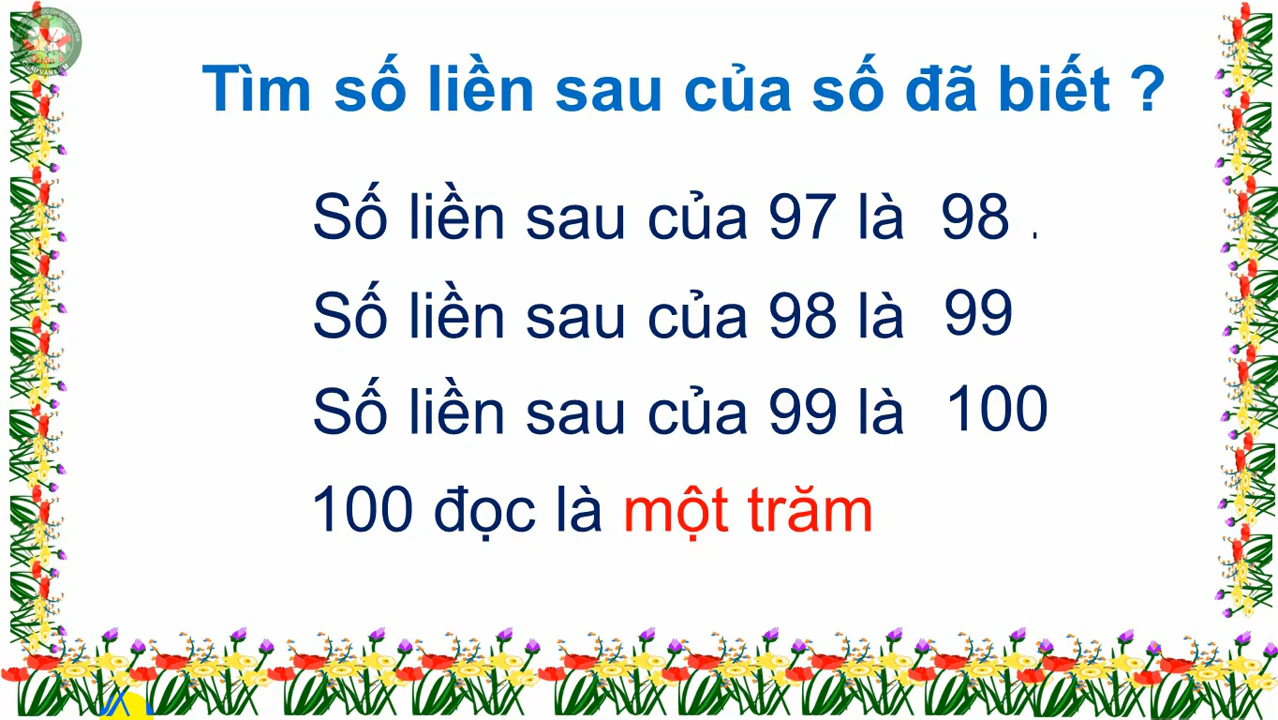 Tìm số liền sau của số đã biết ?
Số liền sau của 97 là 98 .
Số liền sau của 98 là 99
Số liền sau của 99 là 100
100 đọc là một trăm